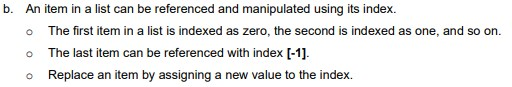 b. An item in a list can be referenced and manipulated using its index.
o The first item in a list is indexed as zero, the second is indexed as one, and so on.
o The last item can be referenced with index [-1].
o Replace an item by assigning a new value to the index.